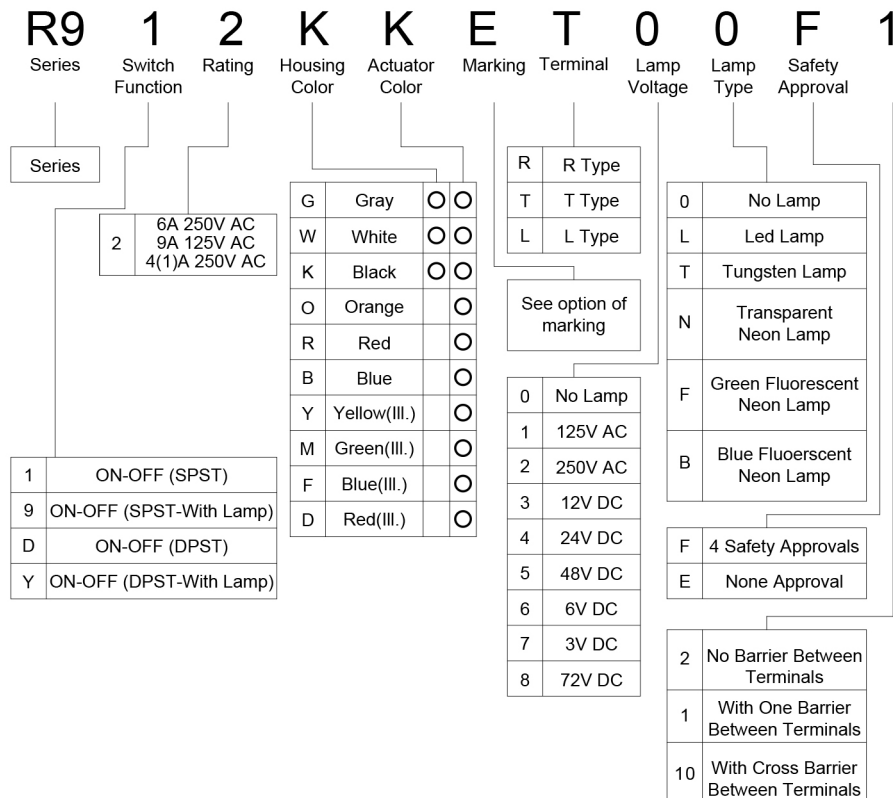 R9 1 2 K K E T 0 0 F 1
Series Switch Rating Housing Actuator Marking Terminal Lamp Lamp Safety
Function Color Color Voltage Type Approval
Series
2 6A 250V AC
9A 125V AC
4(1)A 250V AC
1 ON-OFF (SPST)
9 ON-OFF (SPST-With Lamp)
D ON-OFF (DPST)
Y ON-OFF (DPST-With Lamp)
G Gray O O
W White O O
K Black O O
O Orange O
R Red O
B Blue O
Y Yellow(Ill.) O
M Green(Ill.) O
F Blue(Ill.) O
D Red(Ill.) O
R R Type
T T Type
L L Type
See option of
marking
0 No Lamp
1 125V AC
2 250V AC
3 12V DC
4 24V DC
5 48V DC
6 6V DC
7 3V DC
8 72V DC
0 No Lamp
L Led Lamp
T Tungsten Lamp
N Transparent
Neon Lamp
F Green Fluorescent
Neon Lamp
B Blue Fluoerscent
Neon Lamp
F 4 Safety Approvals
E None Approval
2 No Barrier Between
Terminals
1 With One Barrier
Between Terminals
10 With Cross Barrier
Between Terminals